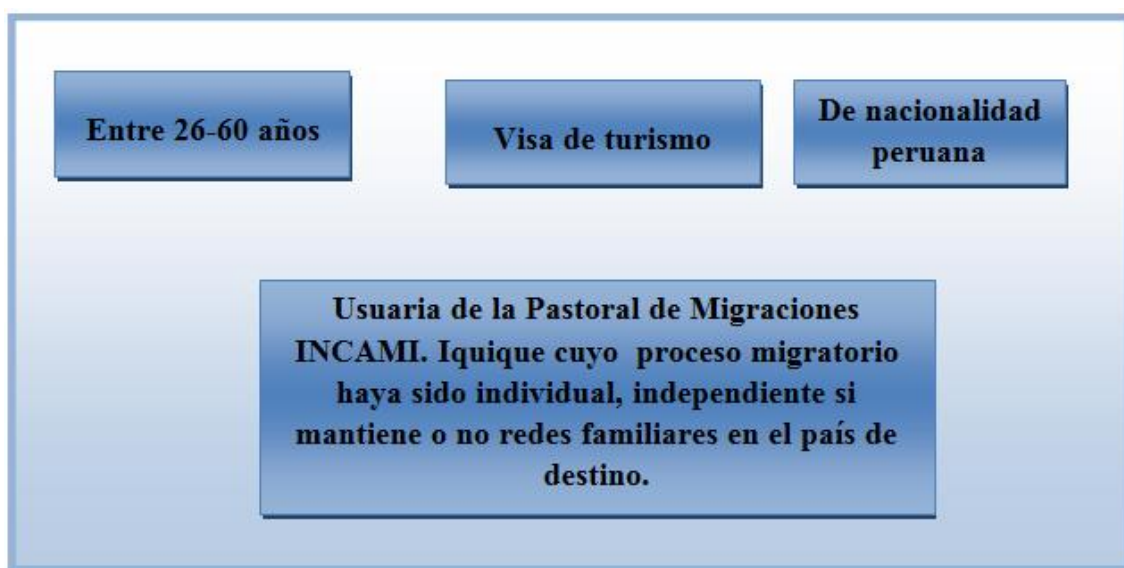 Entre 26-60 años
Visa de turismo
De nacionalidad
peruana
Usuaria de la Pastoral de Migraciones
INCAMI. Iquique cuyo proceso migratorio
haya sido individual, independiente si
mantiene o no redes familiares en el país de
destino.